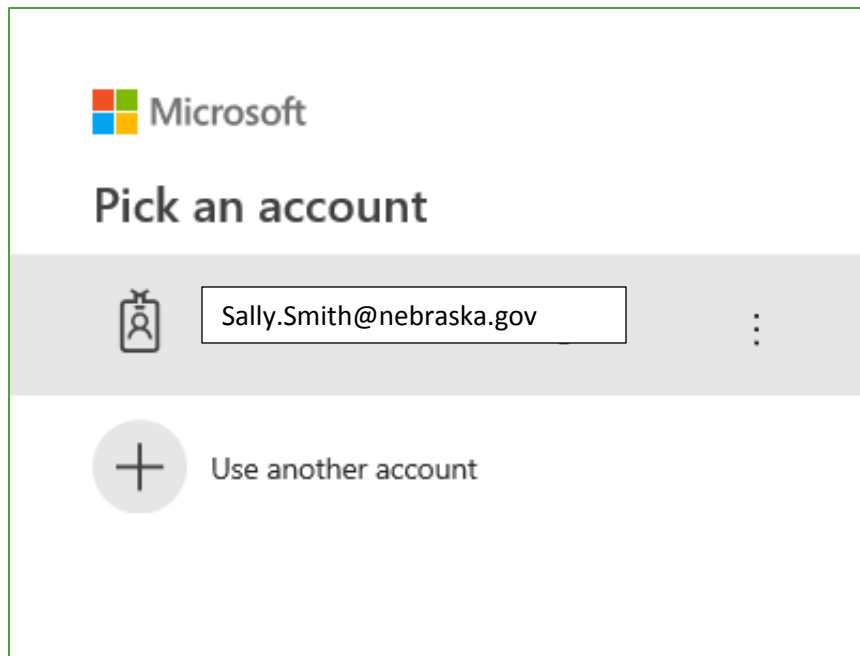 Microsoft
Pick an account
Sally.Smith@nebraska.gov
Use another account